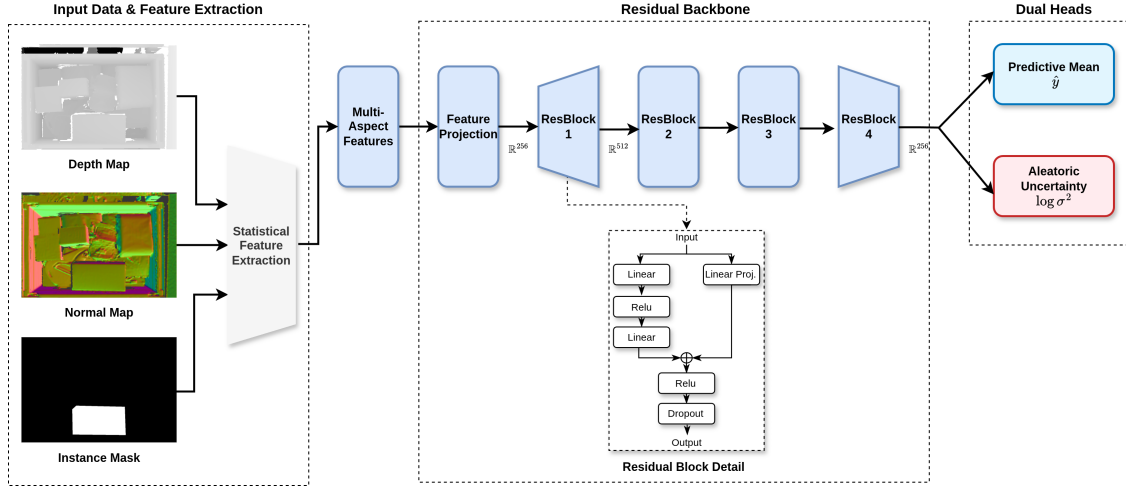 Input Data & Feature Extraction
Depth Map
Normal Map
Instance Mask
Statistical
Feature
Extraction
Multi-
Aspect
Features
Residual Backbone
Feature
Projection
ℝ²⁵⁶
ResBlock
1
ℝ⁵¹²
ResBlock
2
ResBlock
3
ResBlock
4
ℝ²⁵⁶
Input
Linear
Linear Proj.
Relu
Linear
Relu
Dropout
Output
Residual Block Detail
Dual Heads
Predictive Mean
ŷ
Aleatoric
Uncertainty
log σ²